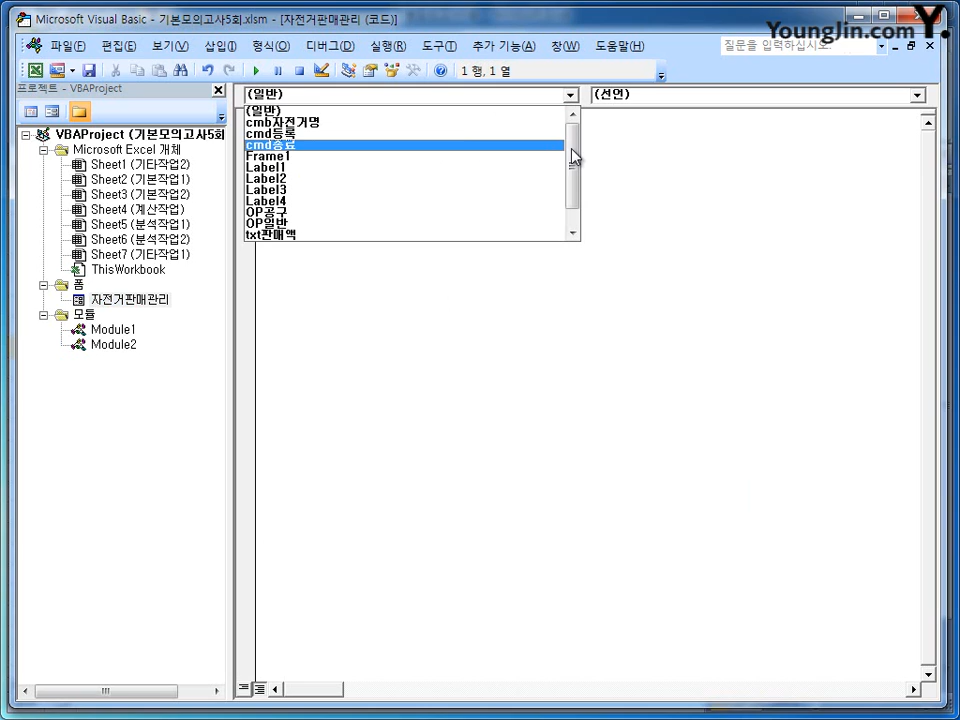 Microsoft Visual Basic - 기본모의고사5회.xlsm - [자전거판매관리 (코드)]
YoungJin.com Y.
파일(F) 편집(E) 보기(V) 삽입(I) 형식(O) 디버그(D) 실행(R) 도구(T) 추가 기능(A) 창(W) 도움말(H)
질문을 입력하십시오.
1 행, 1 열
프로젝트 - VBAProject
(일반)
(선언)
(일반)
cmb자전거명
cmd등록
cmd종료
Frame1
Label1
Label2
Label3
Label4
OP공구
OP일반
txt판매액
VBAProject (기본모의고사5회
Microsoft Excel 개체
Sheet1 (기타작업2)
Sheet2 (기본작업1)
Sheet3 (기본작업2)
Sheet4 (계산작업)
Sheet5 (분석작업1)
Sheet6 (분석작업2)
Sheet7 (기타작업1)
ThisWorkbook
폼
자전거판매관리
모듈
Module1
Module2